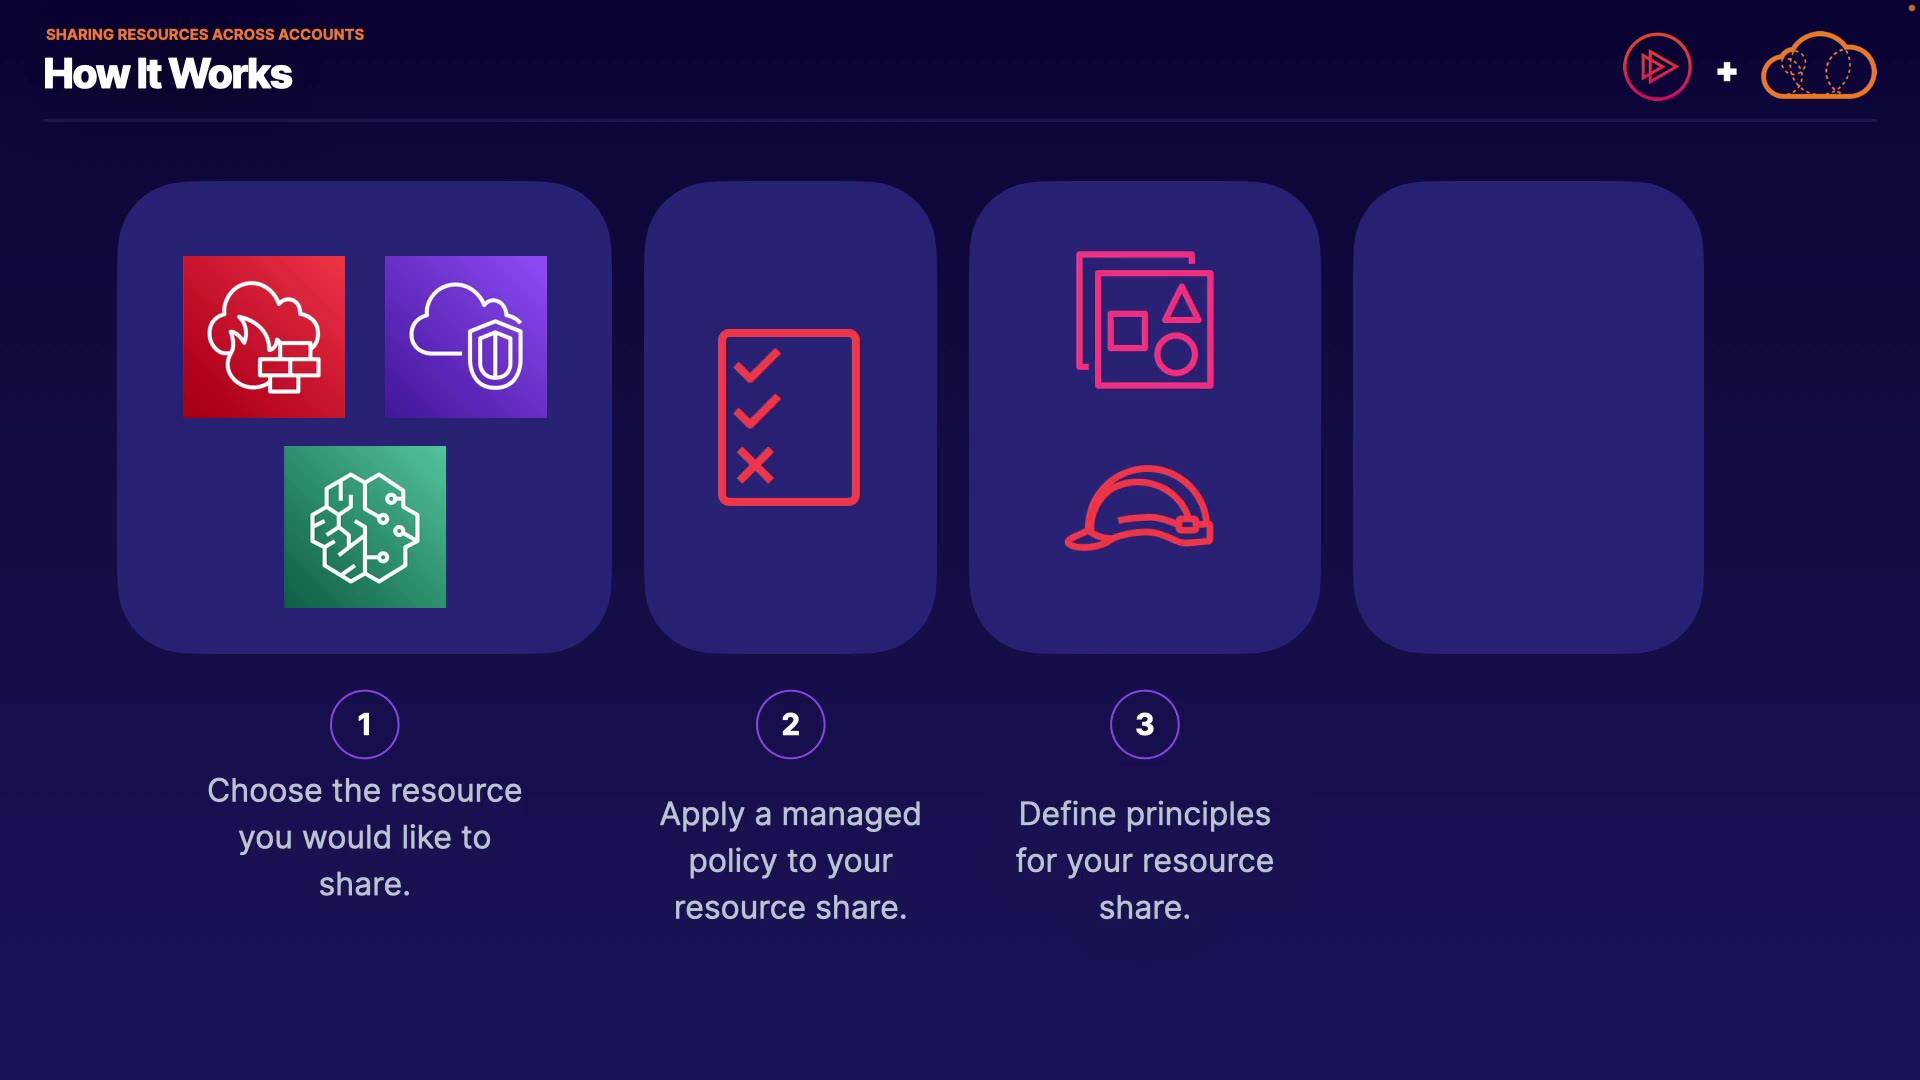 SHARING RESOURCES ACROSS ACCOUNTS
How It Works
1
Choose the resource
you would like to
share.
2
Apply a managed
policy to your
resource share.
3
Define principles
for your resource
share.